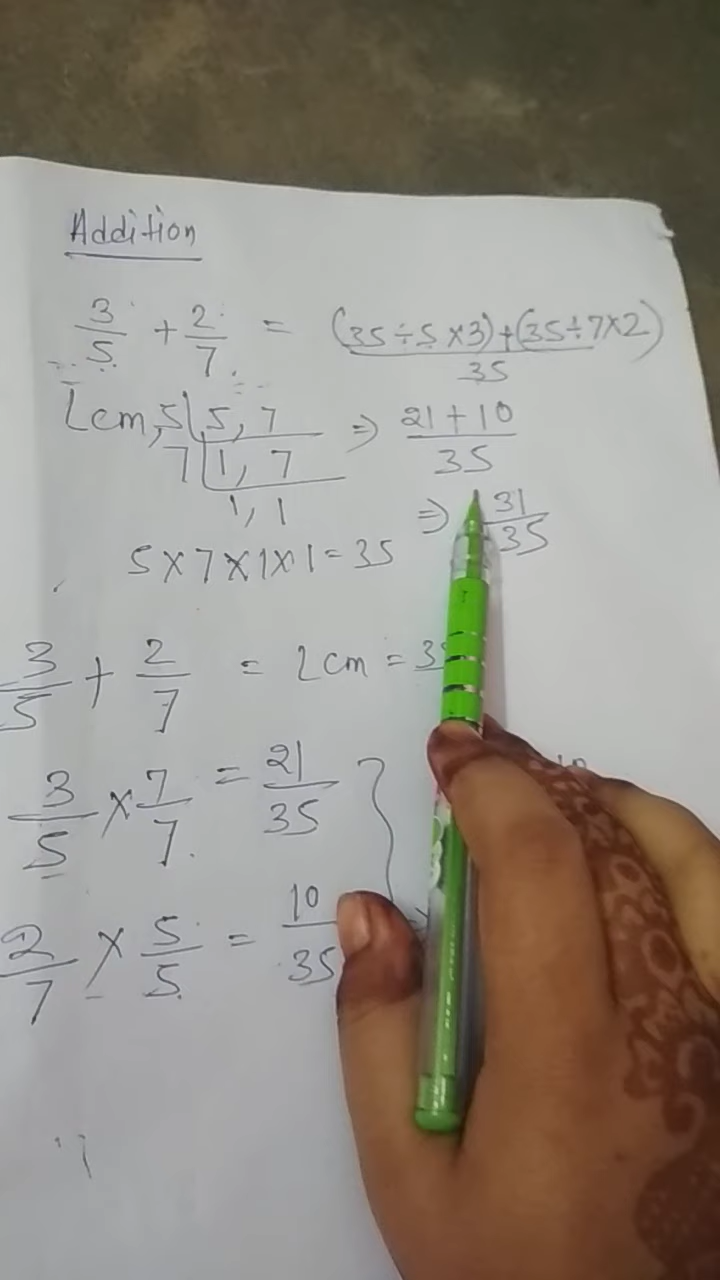 Addition
3/5 + 2/7 = (35÷5×3)+(35÷7×2)/35
Lcm, 5 | 5, 7 ⇒ 21+10/35
7 | 1, 7
1, 1 ⇒ 31/35
5×7×1×1=35
3/5 + 2/7 = Lcm = 3
3/5 × 7/7 = 21/35 }
2/7 × 5/5 = 10/35